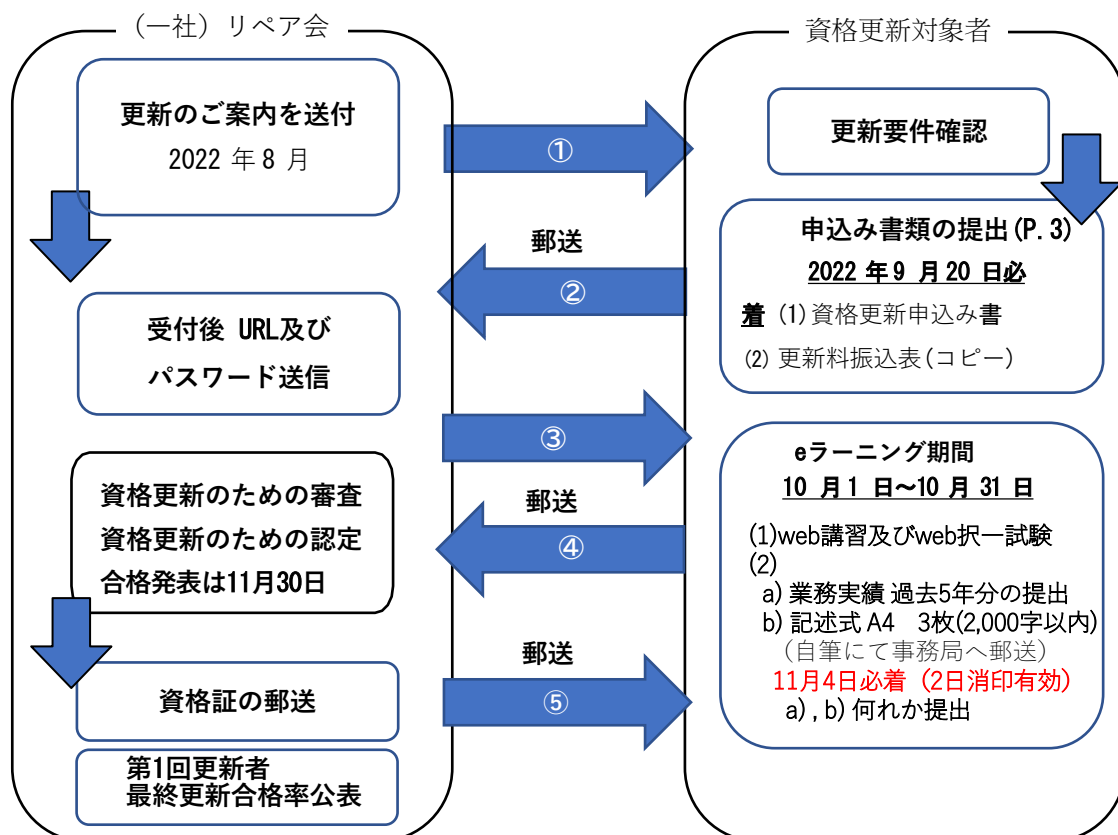 (一社) リペア会
更新のご案内を送付
2022 年 8 月
受付後 URL及び
パスワード送信
資格更新のための審査
資格更新のための認定
合格発表は11月30日
資格証の郵送
第1回更新者
最終更新合格率公表
①
郵送
②
③
郵送
④
郵送
⑤
資格更新対象者
更新要件確認
申込み書類の提出(P. 3)
2022 年 9 月 20 日必
着 (1) 資格更新申込み書
(2) 更新料振込表(コピー)
eラーニング期間
10 月 1 日～10 月 31 日
(1)web講習及びweb択一試験
(2)
a) 業務実績 過去5年分の提出
b) 記述式 A4 3枚(2,000字以内)
(自筆にて事務局へ郵送)
11月4日必着 (2日消印有効)
a) , b) 何れか提出